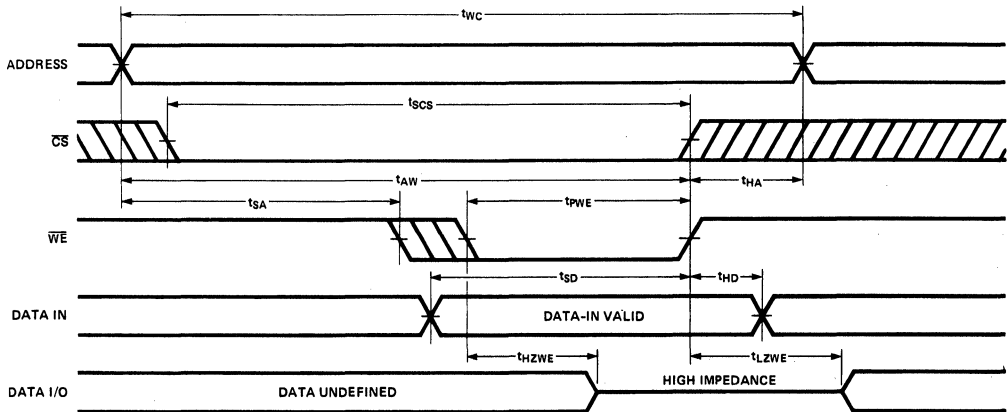 tWC
ADDRESS
tSCS
CS
tAW
tHA
tSA
tPWE
WE
tSD
tHD
DATA IN
DATA-IN VALID
tHZWE
tLZWE
DATA I/O
DATA UNDEFINED
HIGH IMPEDANCE